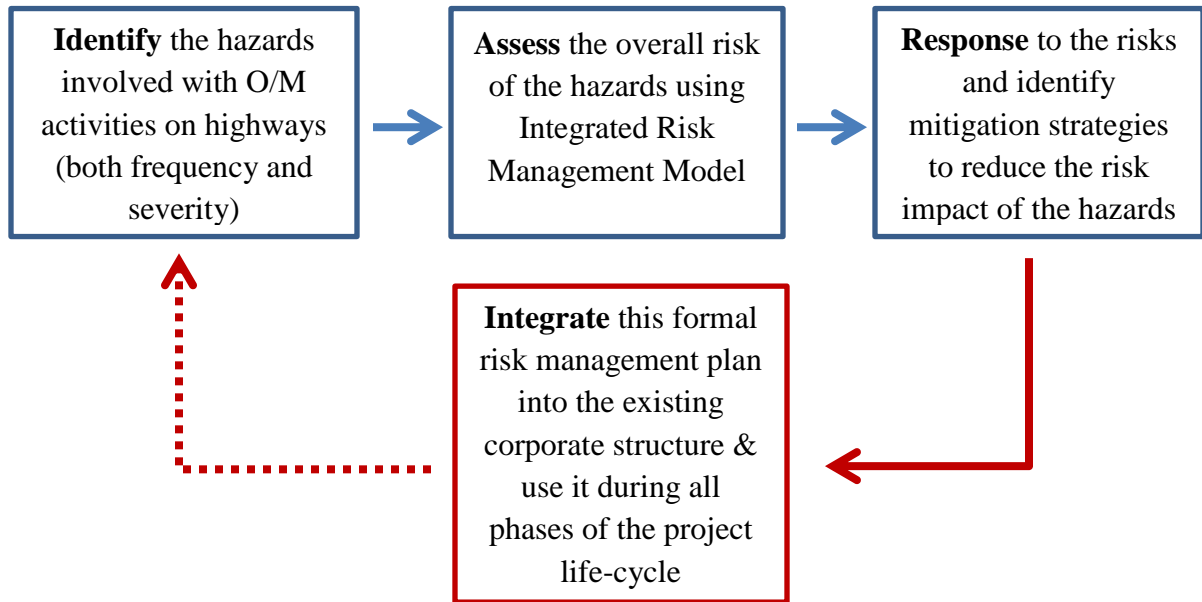 Identify the hazards
involved with O/M
activities on highways
(both frequency and
severity)
Assess the overall risk
of the hazards using
Integrated Risk
Management Model
Response to the risks
and identify
mitigation strategies
to reduce the risk
impact of the hazards
Integrate this formal
risk management plan
into the existing
corporate structure &
use it during all
phases of the project
life-cycle